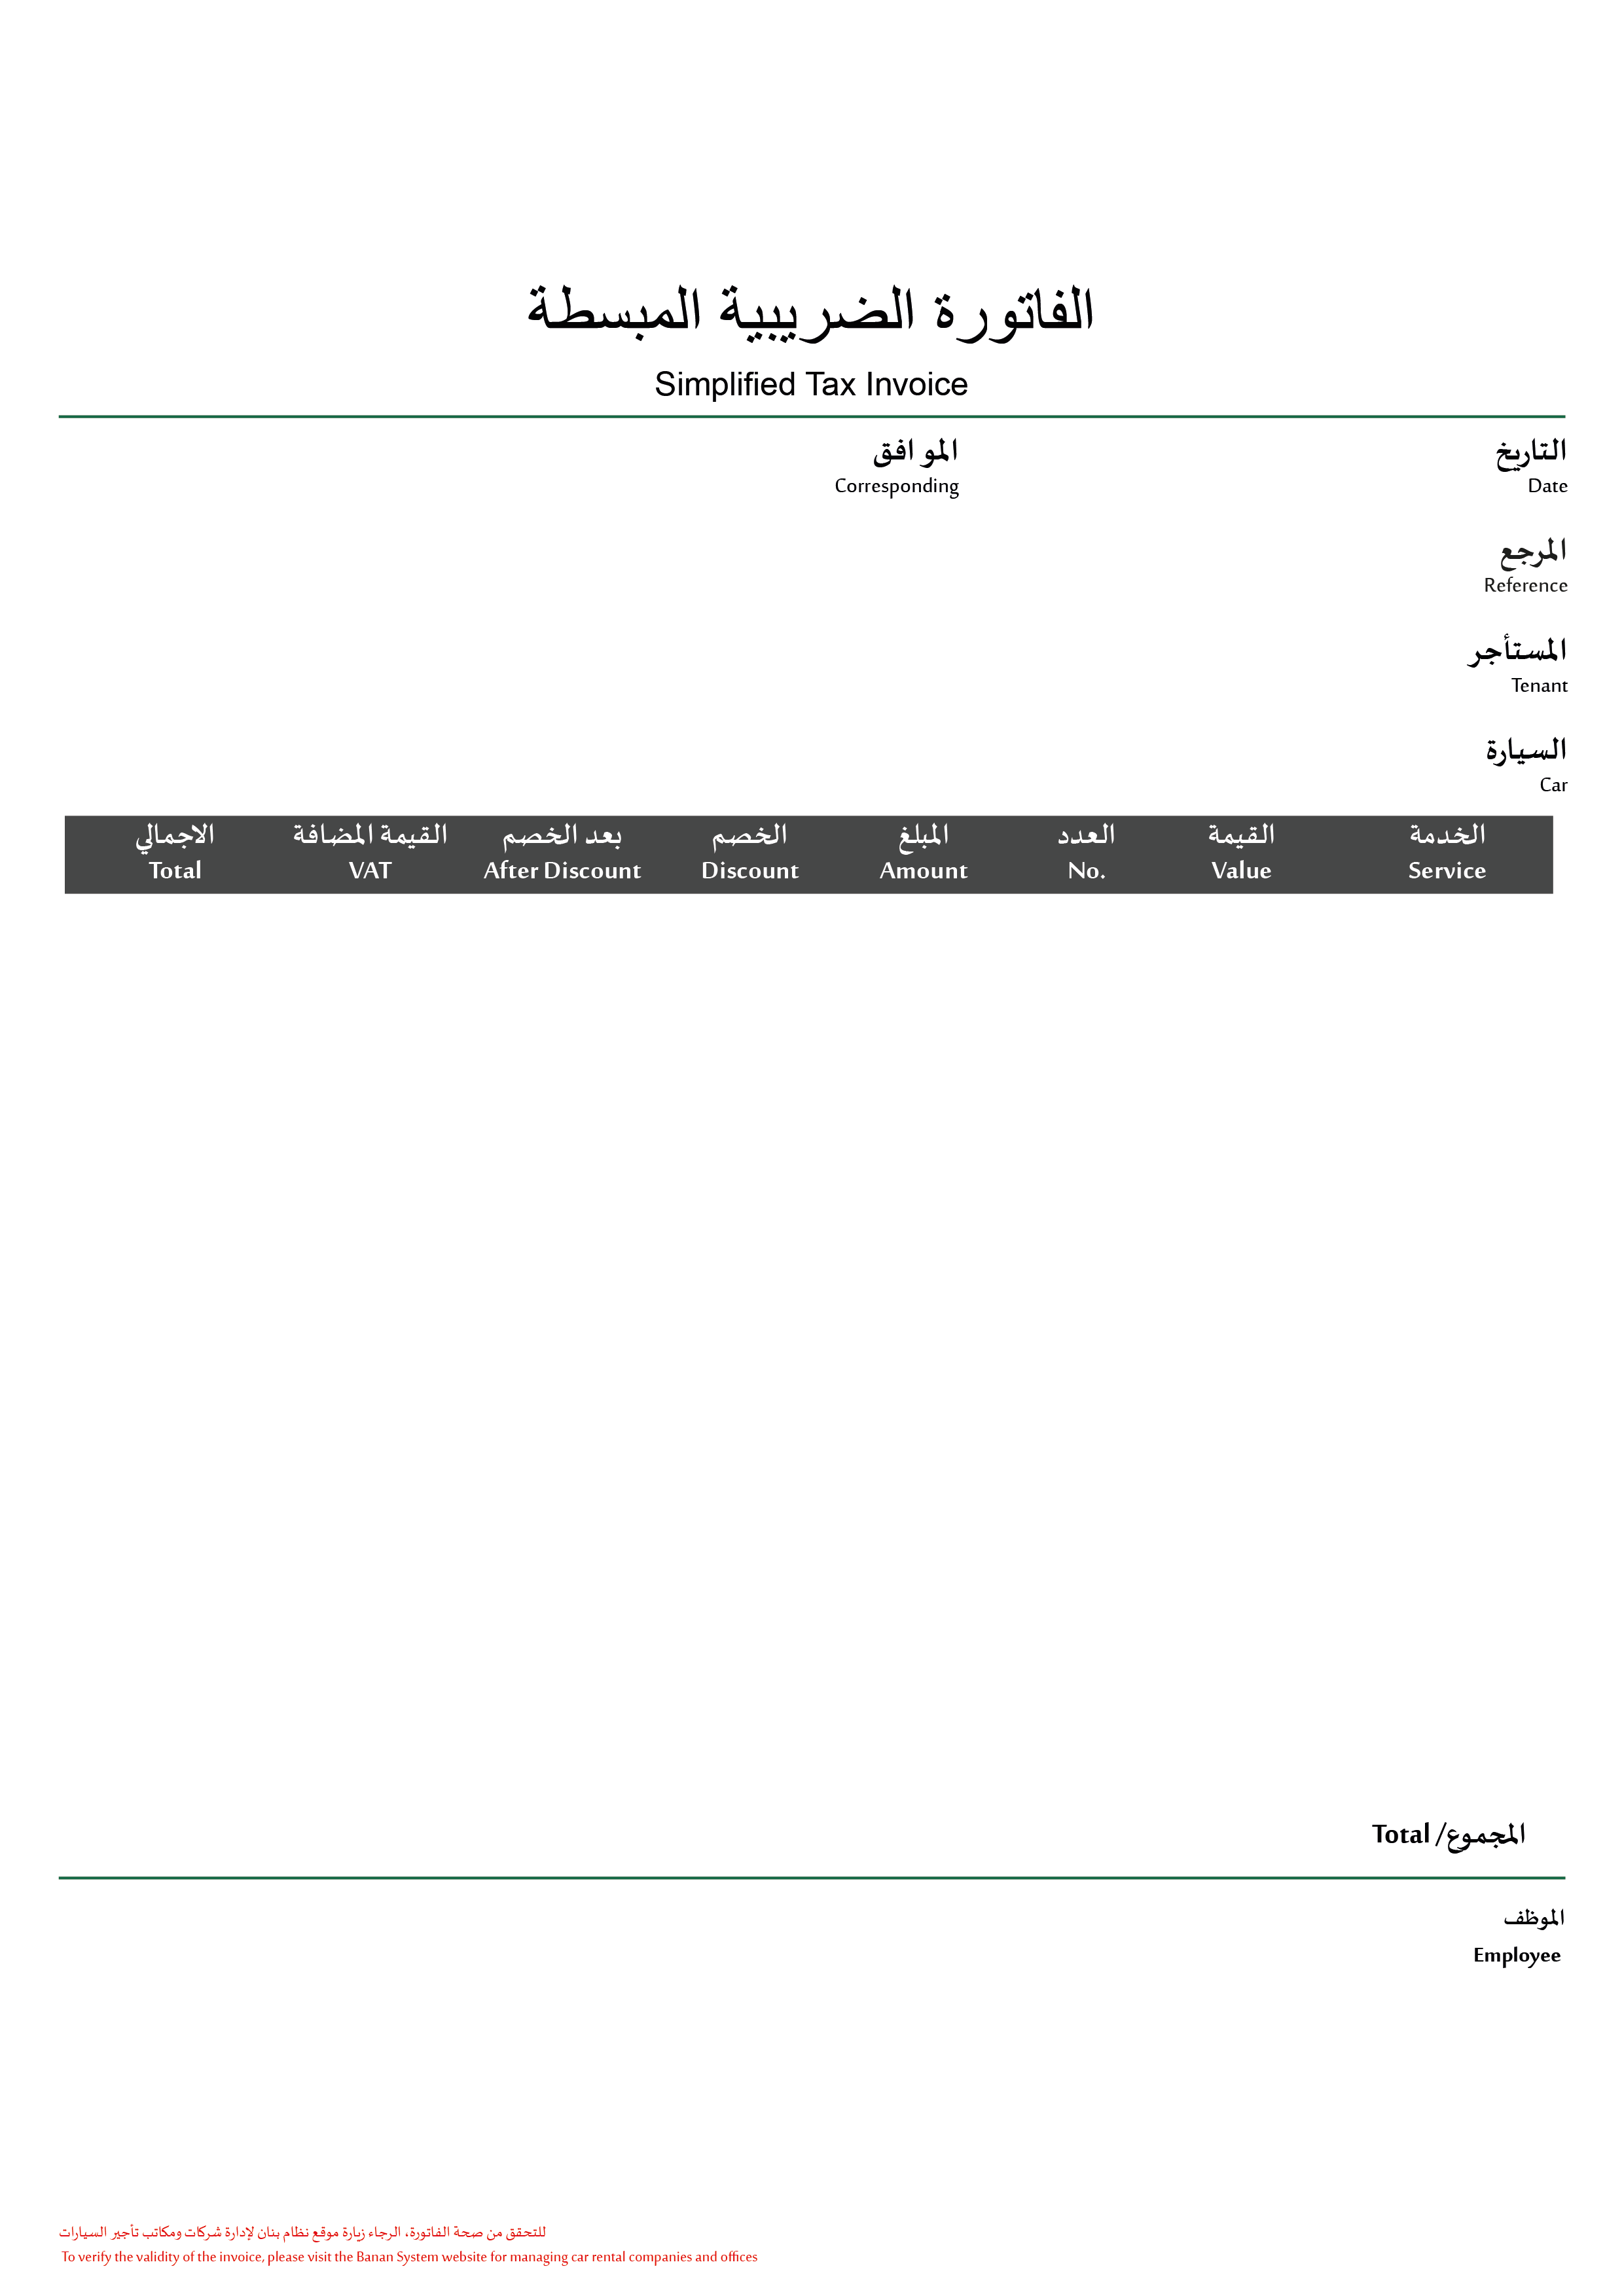 الفاتورة الضريبية المبسطة
Simplified Tax Invoice
التاريخ الموافق
Date Corresponding
المرجع
Reference
المستأجر
Tenant
السيارة
Car
الخدمة القيمة العدد المبلغ الخصم بعد الخصم القيمة المضافة الاجمالي
Service Value No. Amount Discount After Discount VAT Total
المجموع/ Total
الموظف
Employee
للتحقق من صحة الفاتورة، الرجاء زيارة موقع نظام بنان لإدارة شركات ومكاتب تأجير السيارات
To verify the validity of the invoice, please visit the Banan System website for managing car rental companies and offices